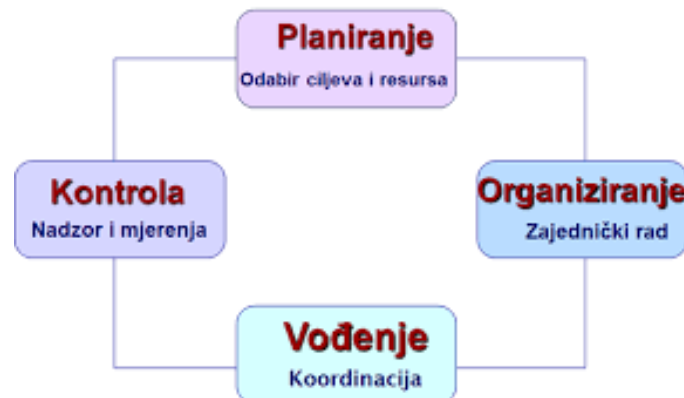 Planiranje
Odabir ciljeva i resursa
Kontrola
Nadzor i mjerenja
Organiziranje
Zajednički rad
Vođenje
Koordinacija